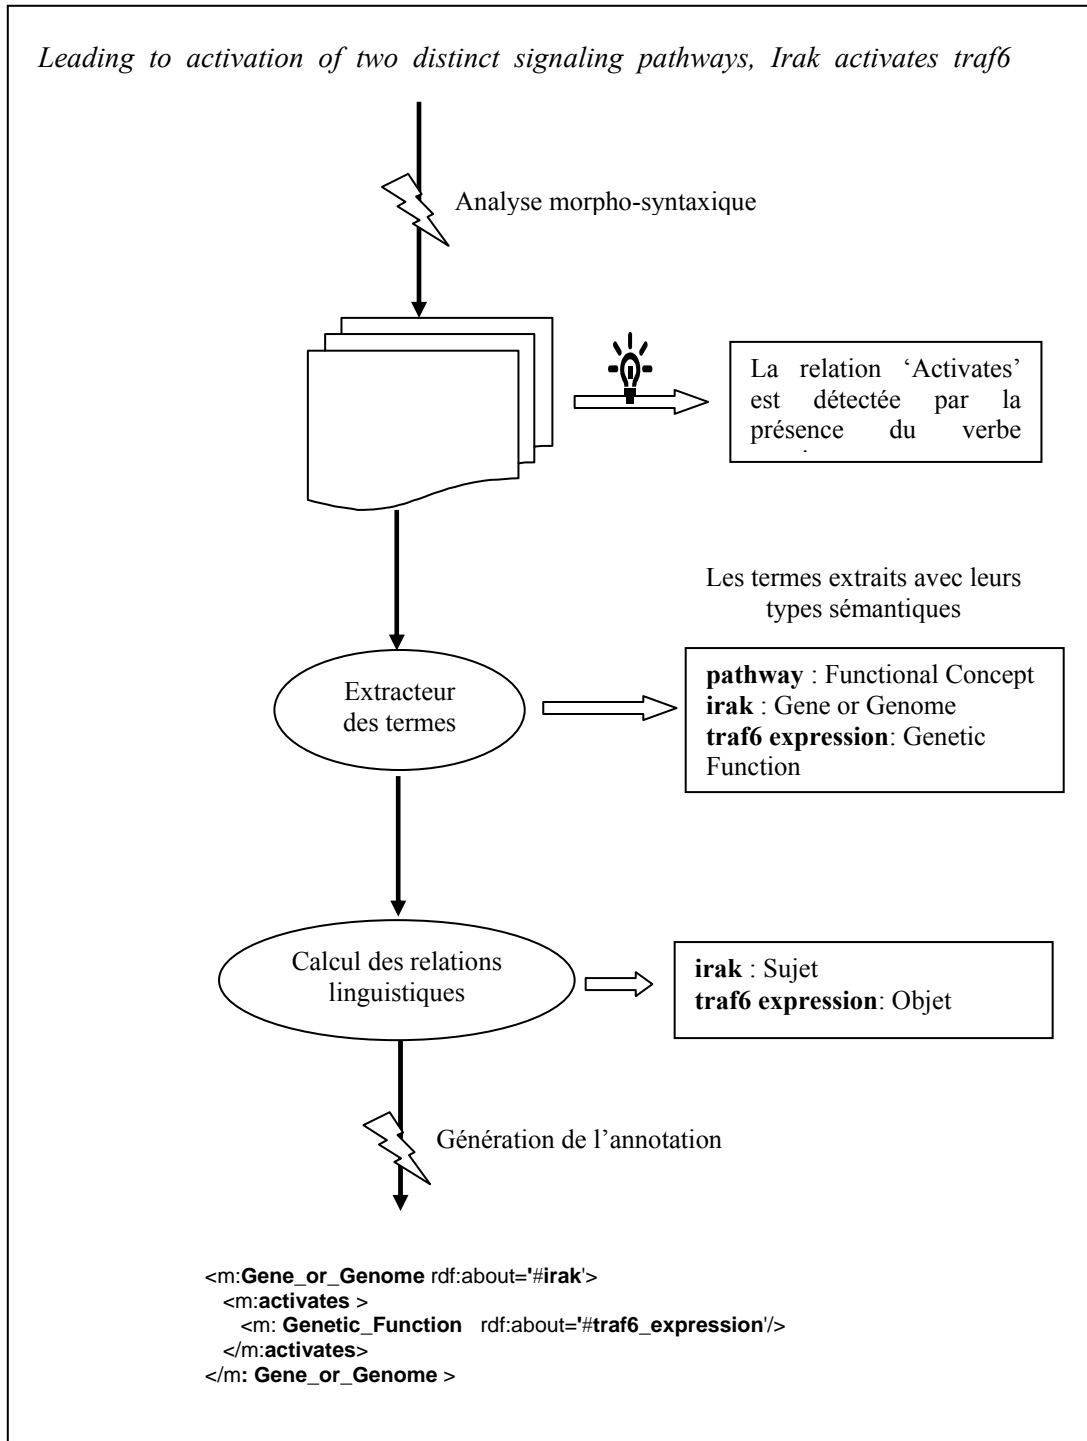 Leading to activation of two distinct signaling pathways, Irak activates traf6
Analyse morpho-syntaxique
La relation ‘Activates’
est détectée par la
présence du verbe
Les termes extraits avec leurs
types sémantiques
Extracteur
des termes
pathway : Functional Concept
irak : Gene or Genome
traf6 expression: Genetic
Function
Calcul des relations
linguistiques
irak : Sujet
traf6 expression: Objet
Génération de l’annotation
<m:Gene_or_Genome rdf:about='#irak'>
<m:activates >
<m: Genetic_Function rdf:about='#traf6_expression'/>
</m:activates>
</m: Gene_or_Genome >